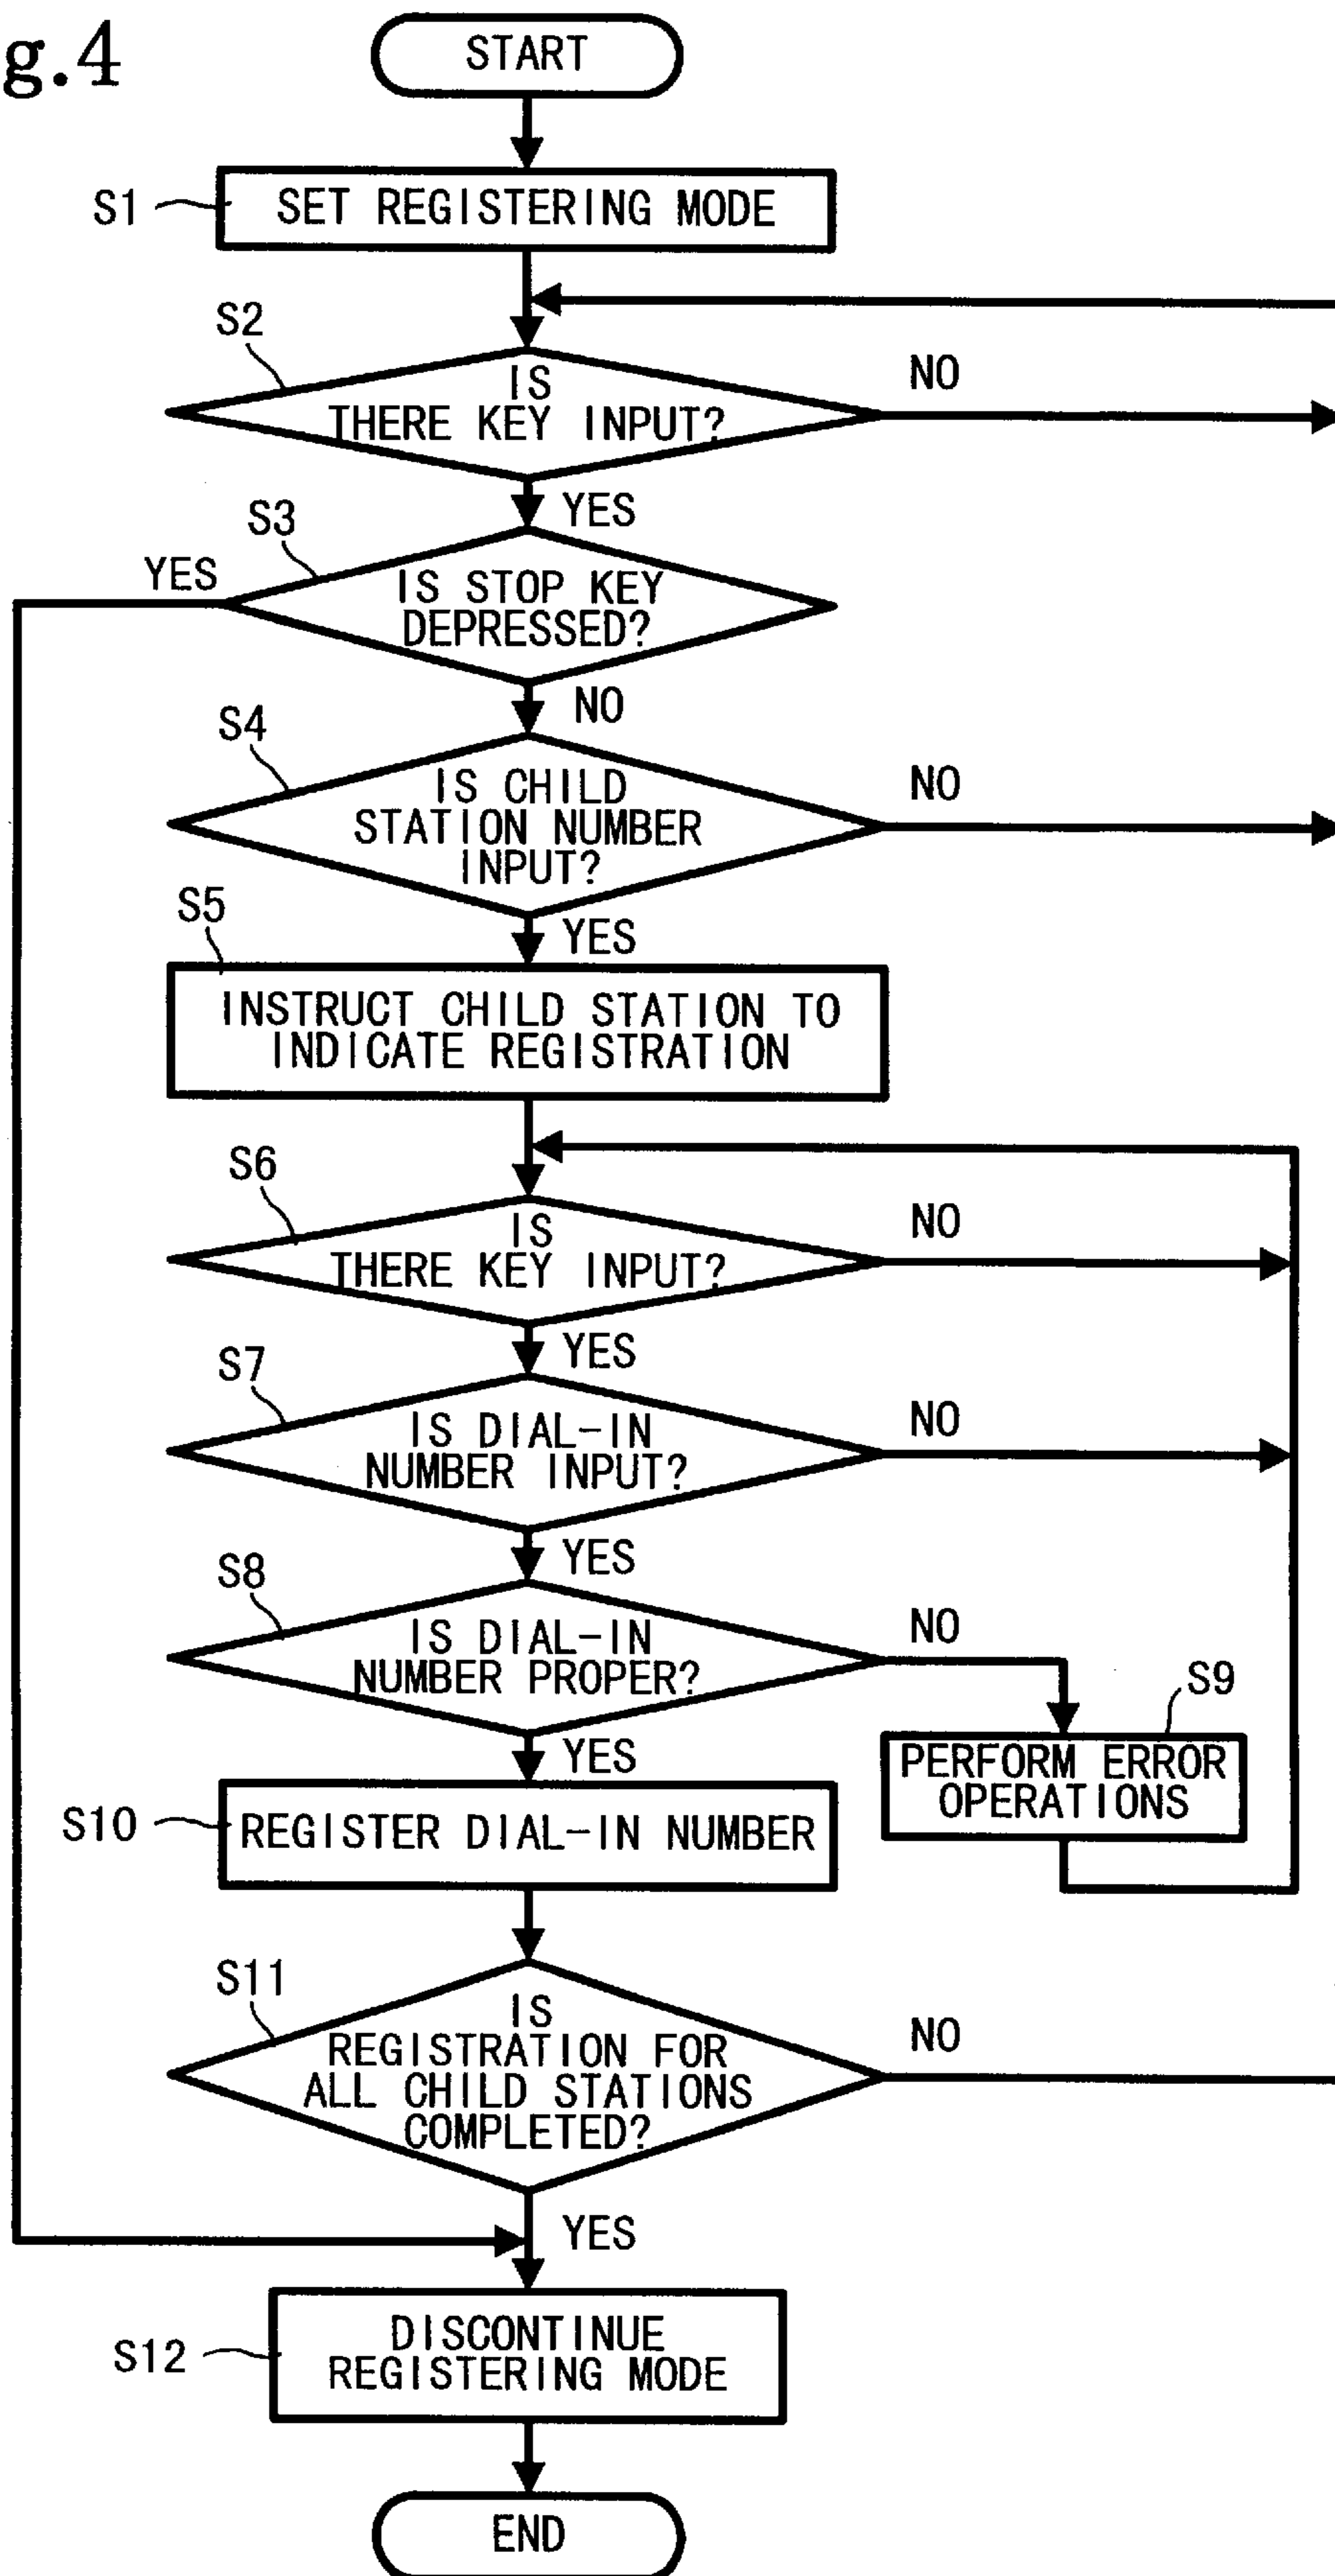 g.4
START
S1
SET REGISTERING MODE
S2
IS
THERE KEY INPUT?
NO
YES
S3
YES
IS STOP KEY
DEPRESSED?
NO
S4
IS CHILD
STATION NUMBER
INPUT?
NO
YES
S5
INSTRUCT CHILD STATION TO
INDICATE REGISTRATION
S6
IS
THERE KEY INPUT?
NO
YES
S7
IS DIAL-IN
NUMBER INPUT?
NO
YES
S8
IS DIAL-IN
NUMBER PROPER?
NO
S9
PERFORM ERROR
OPERATIONS
YES
S10
REGISTER DIAL-IN NUMBER
S11
IS
REGISTRATION FOR
ALL CHILD STATIONS
COMPLETED?
NO
YES
S12
DISCONTINUE
REGISTERING MODE
END